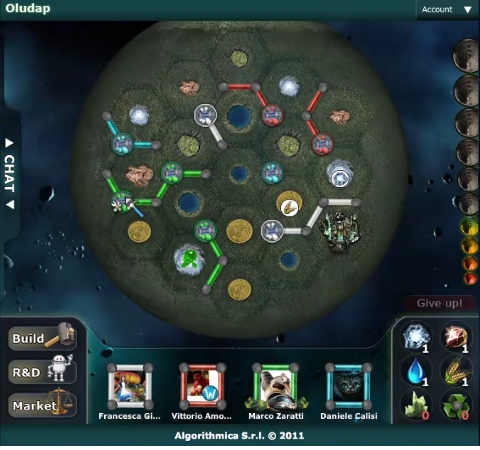 Oludap
Account ▼
◀ CHAT ▶
Give up!
Build
R&D
Market
1
1
1
1
0
0
W
Francesca Gi...
Vittorio Amo...
Marco Zaratti
Daniele Calisi
Algorithmica S.r.l. © 2011